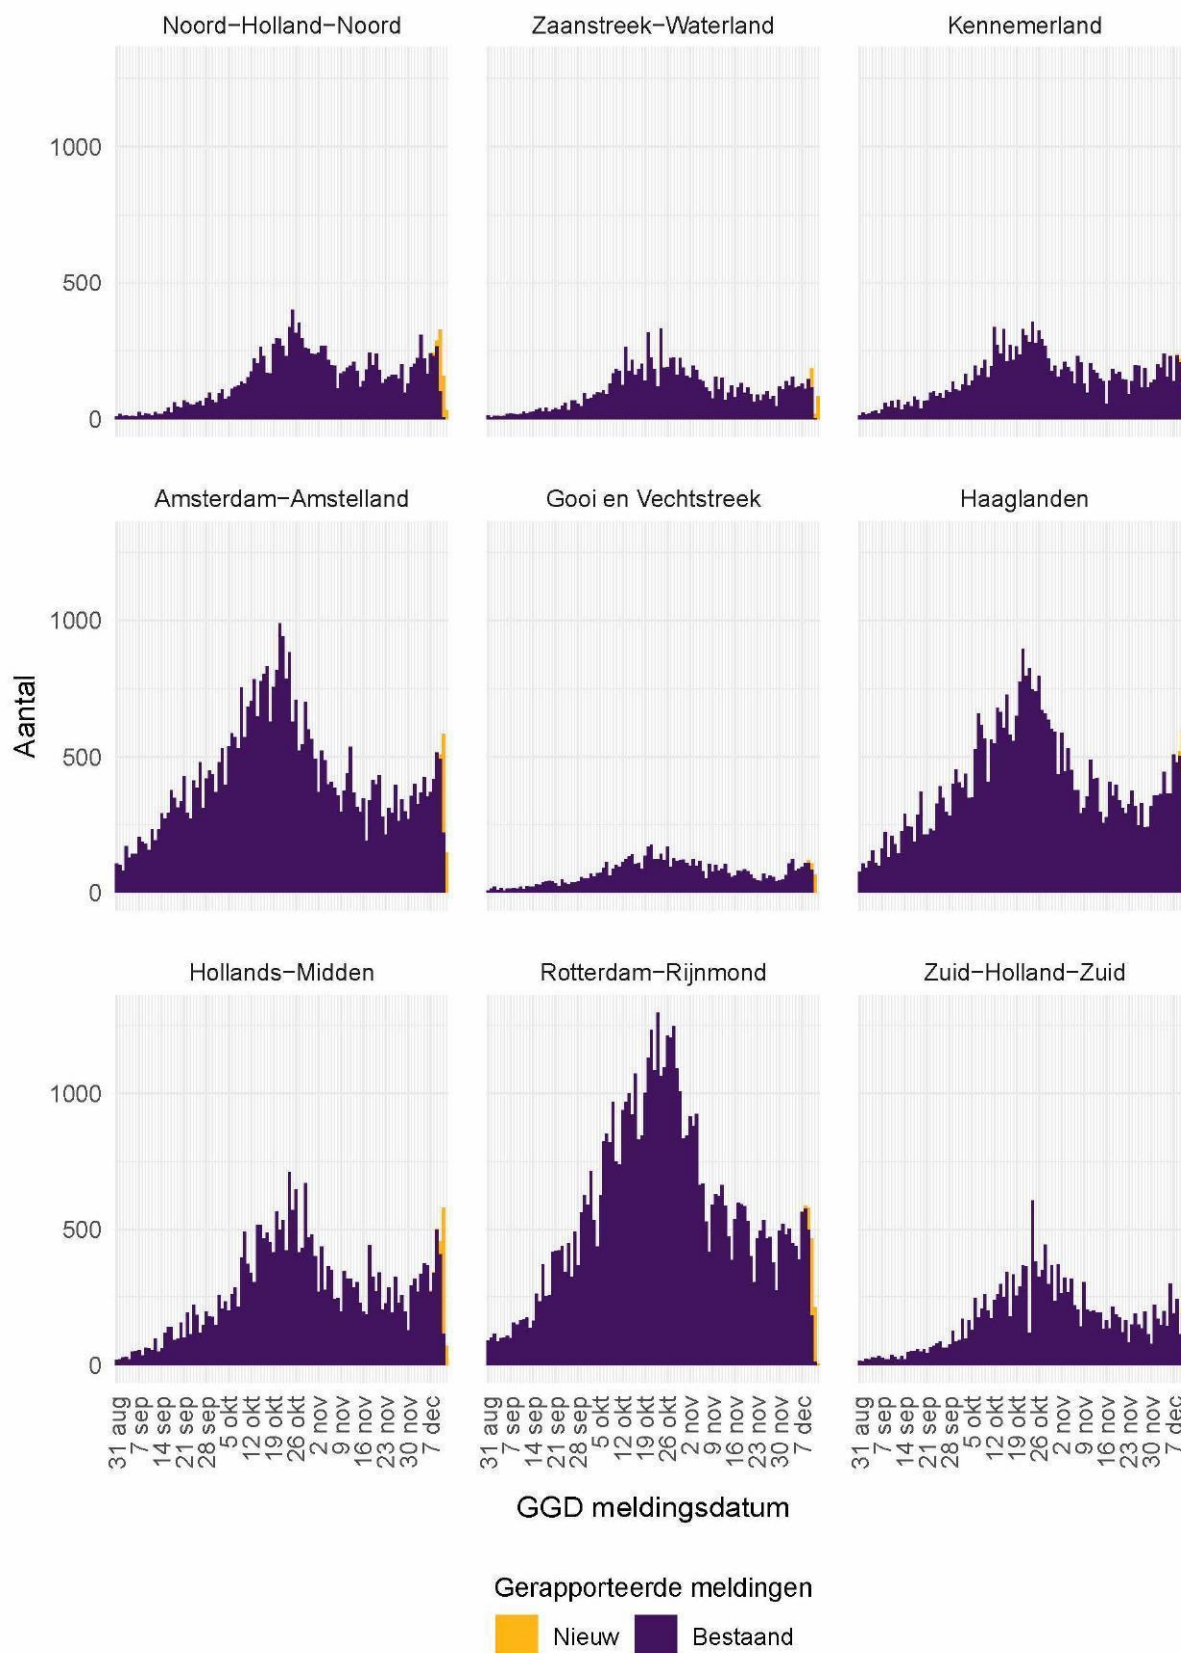 Noord-Holland-Noord
Zaanstreek-Waterland
Kennemerland
1000
500
0
Amsterdam-Amstelland
Gooi en Vechtstreek
Haaglanden
Aantal
1000
500
0
Hollands-Midden
Rotterdam-Rijnmond
Zuid-Holland-Zuid
1000
500
0
31 aug
7 sep
14 sep
21 sep
28 sep
5 okt
12 okt
19 okt
26 okt
2 nov
9 nov
16 nov
23 nov
30 nov
7 dec
31 aug
7 sep
14 sep
21 sep
28 sep
5 okt
12 okt
19 okt
26 okt
2 nov
9 nov
16 nov
23 nov
30 nov
7 dec
31 aug
7 sep
14 sep
21 sep
28 sep
5 okt
12 okt
19 okt
26 okt
2 nov
9 nov
16 nov
23 nov
30 nov
7 dec
GGD meldingsdatum
Gerapporteerde meldingen
Nieuw
Bestaand